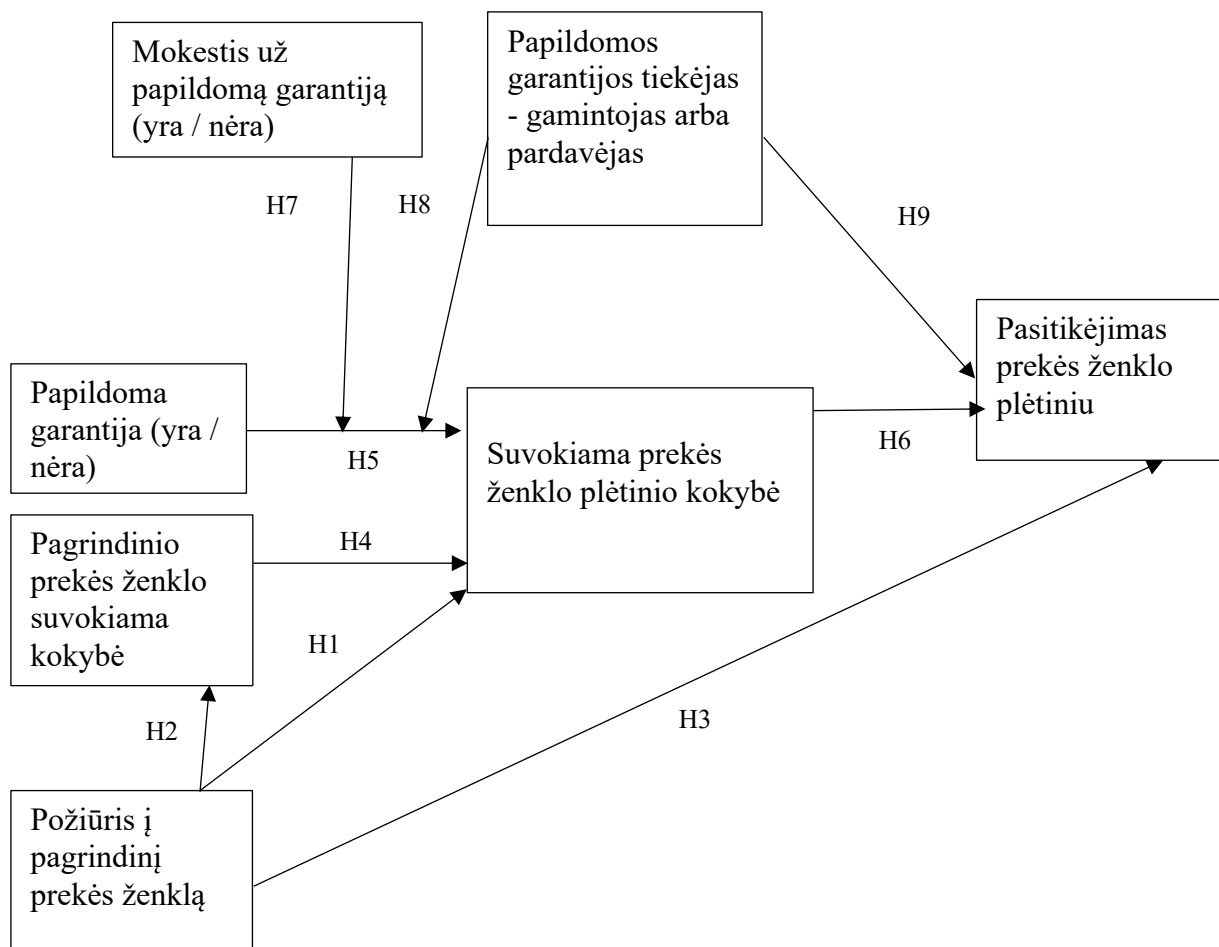 Mokestis už
papildomą garantiją
(yra / nėra)
Papildomos
garantijos tiekėjas
- gamintojas arba
pardavėjas
H7
H8
H9
Pasitikėjimas
prekės ženklo
plėtiniu
Papildoma
garantija (yra /
nėra)
H5
Suvokiama prekės
ženklo plėtinio kokybė
H6
Pagrindinio
prekės ženklo
suvokiama
kokybė
H4
H1
H2
H3
Požiūris į
pagrindinį
prekės ženklą